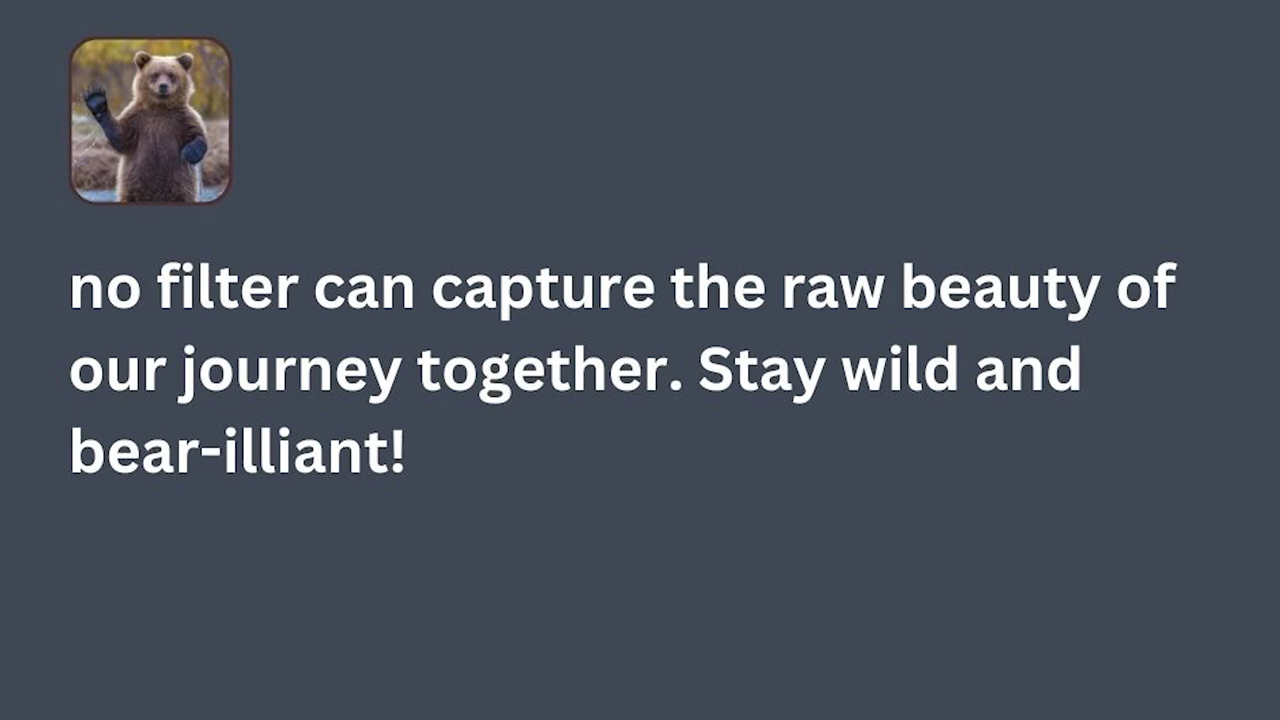 no filter can capture the raw beauty of
our journey together. Stay wild and
bear-illiant!